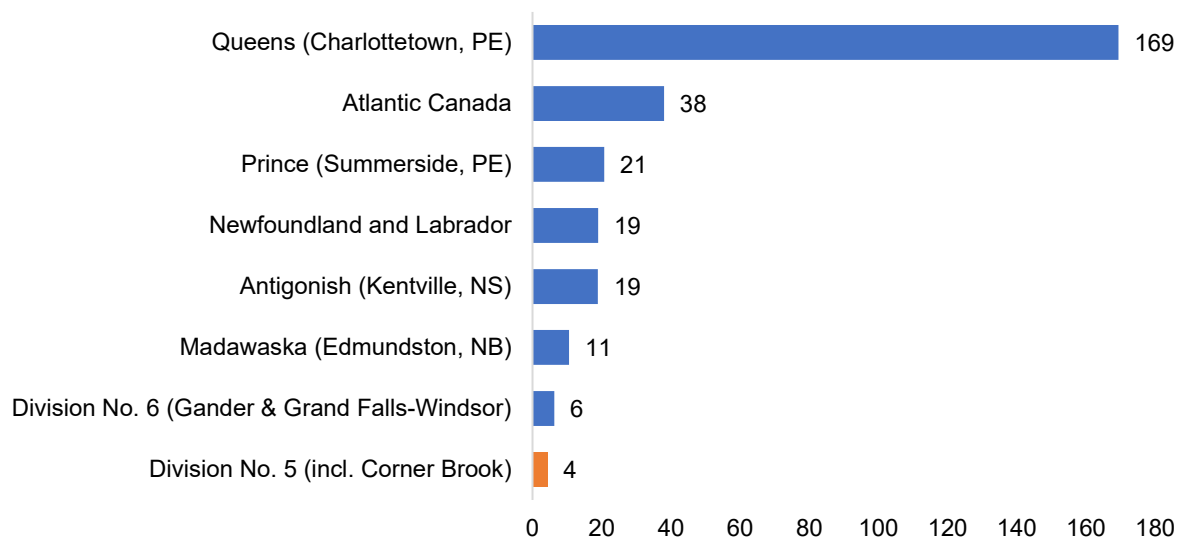 Queens (Charlottetown, PE) 169
Atlantic Canada 38
Prince (Summerside, PE) 21
Newfoundland and Labrador 19
Antigonish (Kentville, NS) 19
Madawaska (Edmundston, NB) 11
Division No. 6 (Gander & Grand Falls-Windsor) 6
Division No. 5 (incl. Corner Brook) 4
0 20 40 60 80 100 120 140 160 180